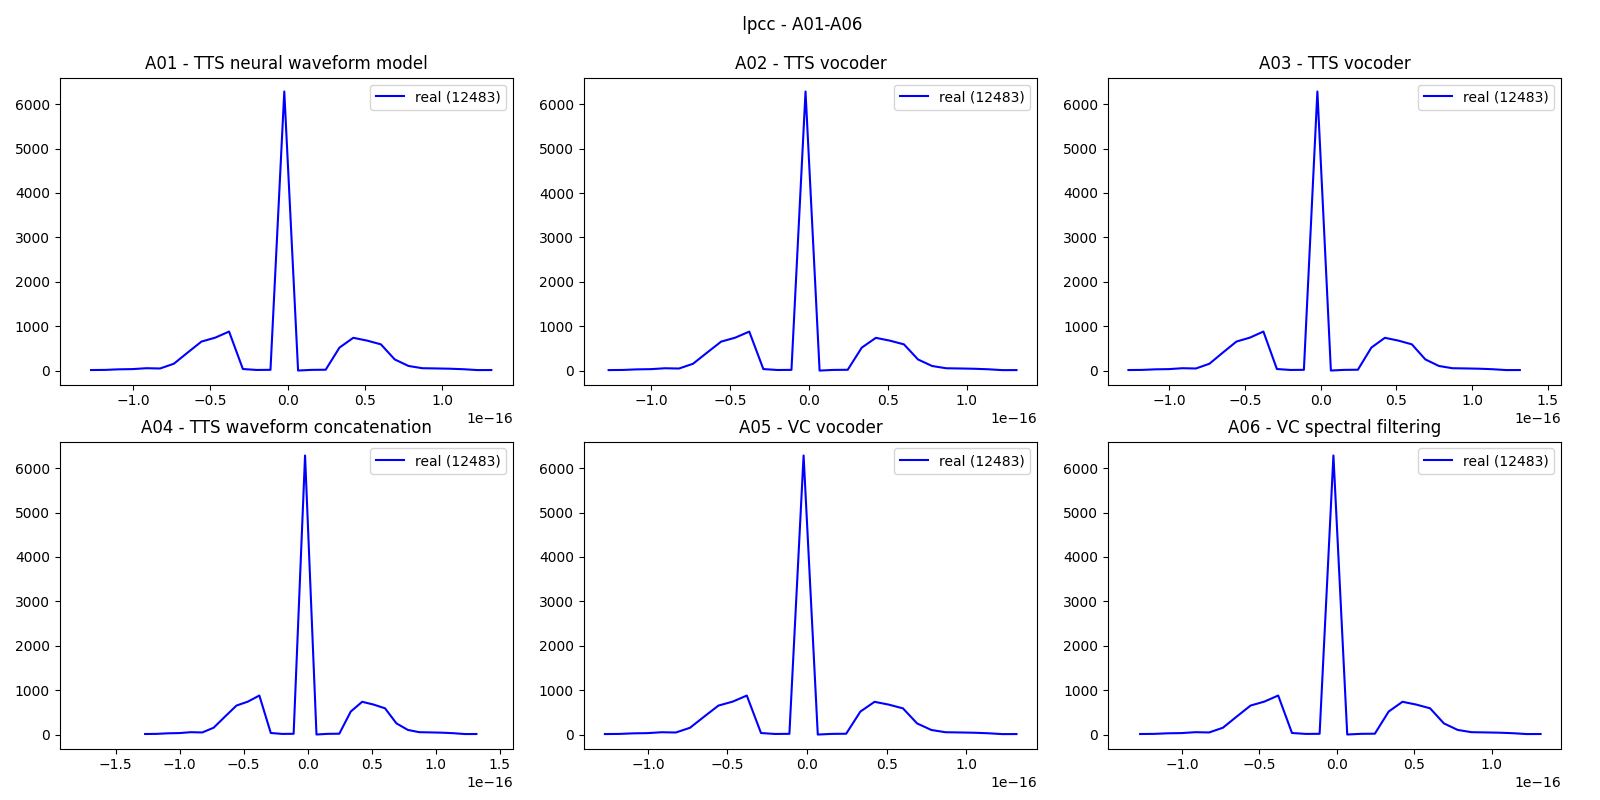 lpcc - A01-A06
A01 - TTS neural waveform model
real (12483)
6000
5000
4000
3000
2000
1000
0
−1.0 −0.5 0.0 0.5 1.0
1e−16
A02 - TTS vocoder
real (12483)
6000
5000
4000
3000
2000
1000
0
−1.0 −0.5 0.0 0.5 1.0
1e−16
A03 - TTS vocoder
real (12483)
6000
5000
4000
3000
2000
1000
0
−1.0 −0.5 0.0 0.5 1.0 1.5
1e−16
A04 - TTS waveform concatenation
real (12483)
6000
5000
4000
3000
2000
1000
0
−1.5 −1.0 −0.5 0.0 0.5 1.0 1.5
1e−16
A05 - VC vocoder
real (12483)
6000
5000
4000
3000
2000
1000
0
−1.0 −0.5 0.0 0.5 1.0
1e−16
A06 - VC spectral filtering
real (12483)
6000
5000
4000
3000
2000
1000
0
−1.0 −0.5 0.0 0.5 1.0
1e−16